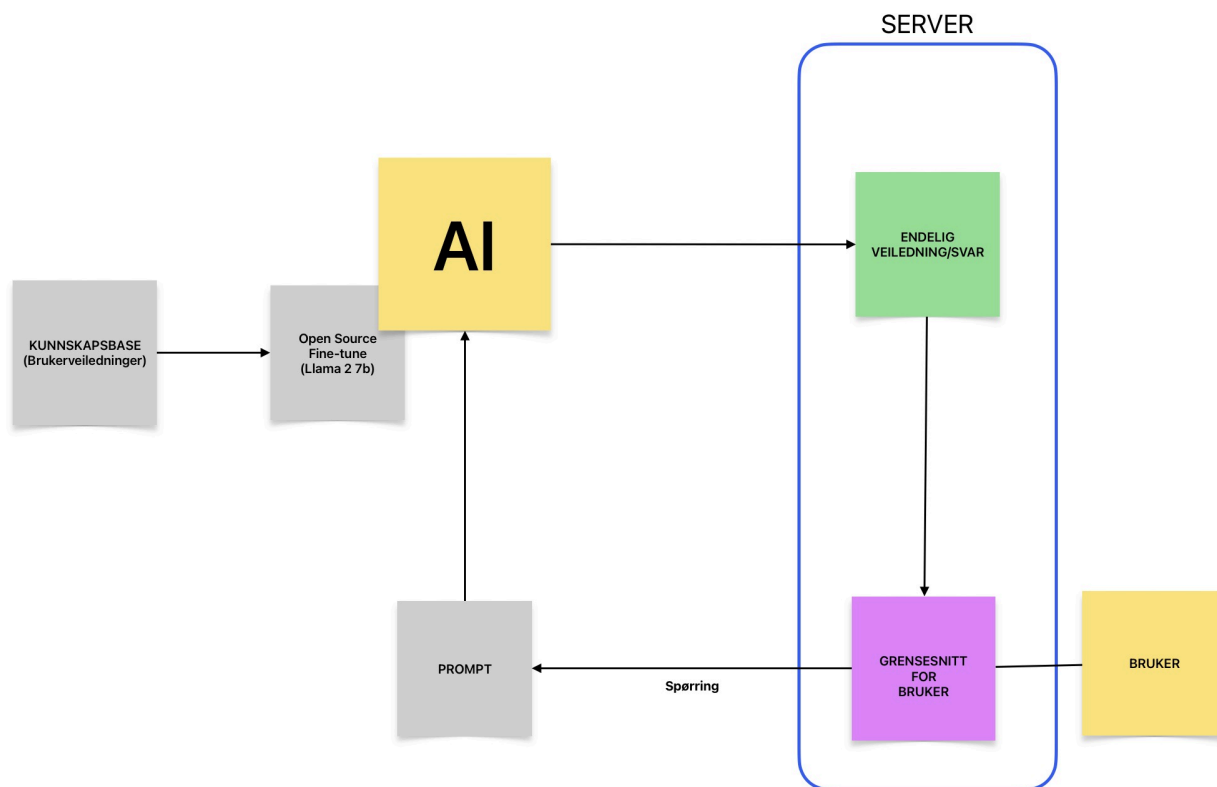 SERVER
AI
ENDELIG
VEILEDNING/SVAR
KUNNSKAPSBASE
(Brukerveiledninger)
Open Source
Fine-tune
(Llama 2 7b)
PROMPT
Spørring
GRENSESNITT
FOR
BRUKER
BRUKER